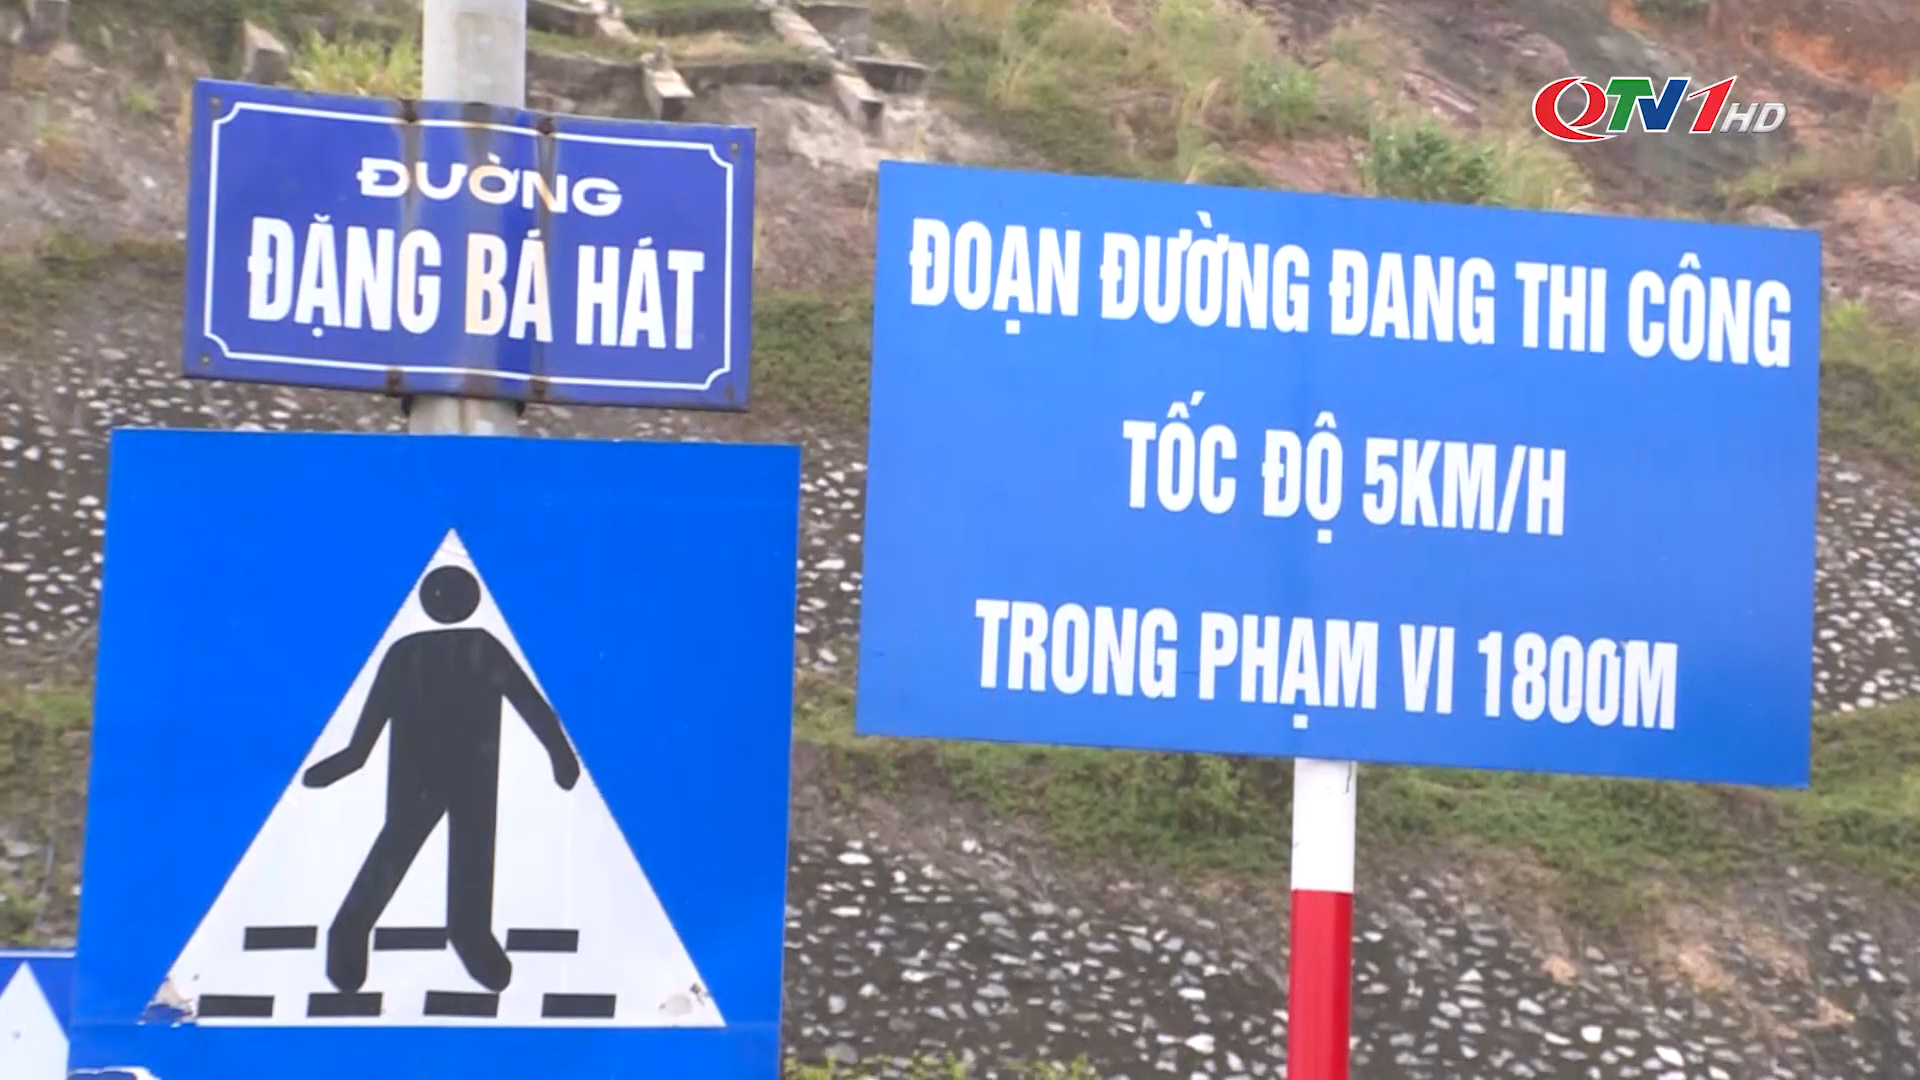 QTV1HD
ĐƯỜNG
ĐẶNG BÁ HÁT
ĐOẠN ĐƯỜNG ĐANG THI CÔNG
TỐC ĐỘ 5KM/H
TRONG PHẠM VI 1800M